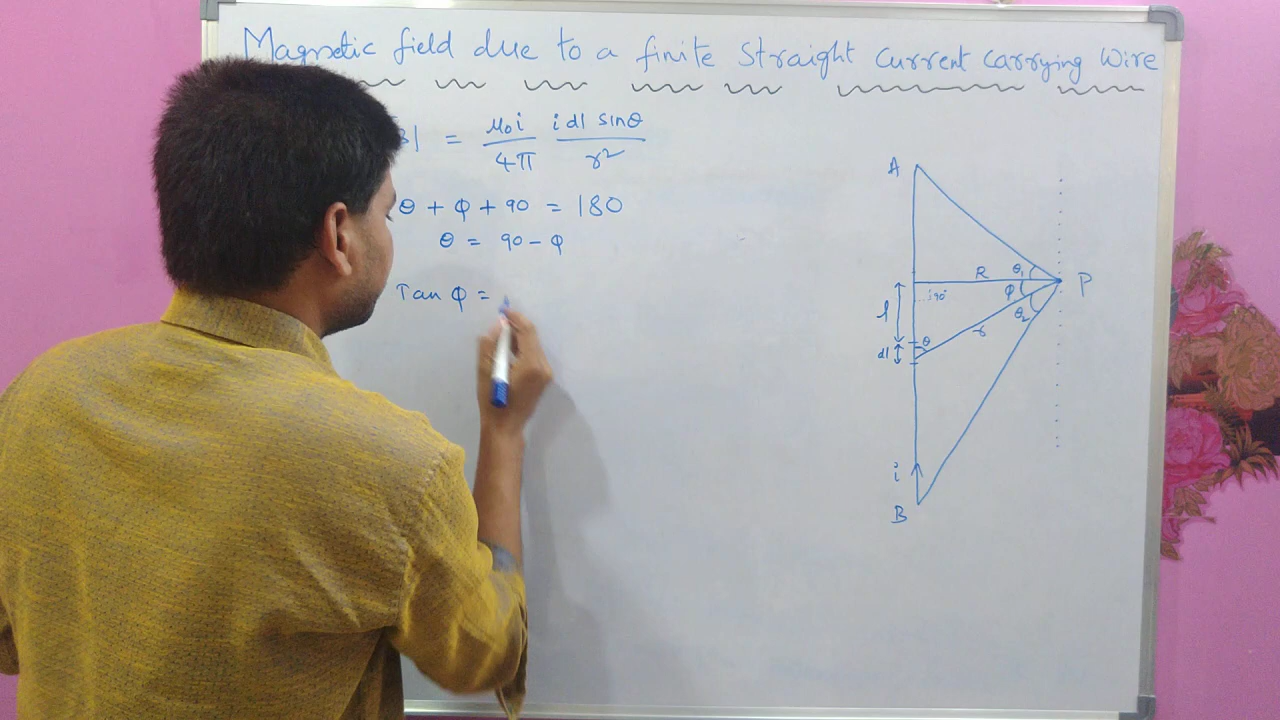 Magnetic field due to a finite straight current carrying wire
B| = μ₀i/4π i dl sinθ/r²
θ + φ + 90 = 180
θ = 90 - φ
Tan φ =
A
R θ₁ P
90° φ
l θ₂
θ r
dl
i
B